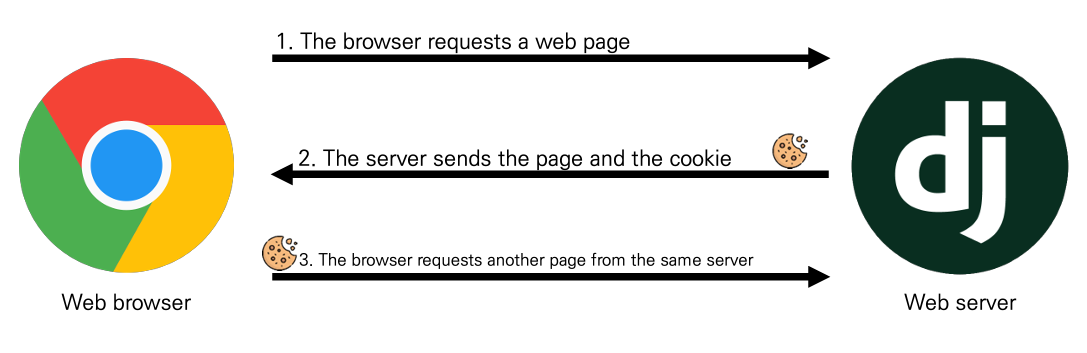 1. The browser requests a web page
2. The server sends the page and the cookie
3. The browser requests another page from the same server
dj
Web browser
Web server